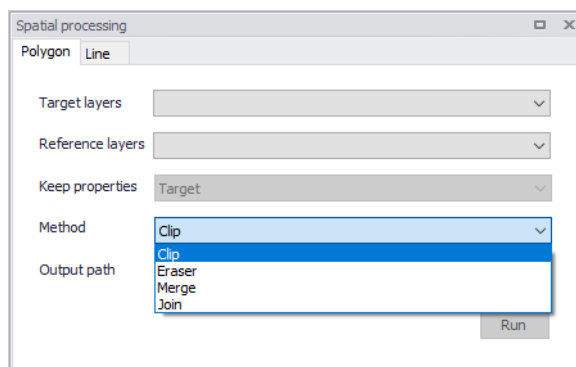 Spatial processing
Polygon Line
Target layers
Reference layers
Keep properties Target
Method Clip
Clip
Eraser
Merge
Join
Output path
Run